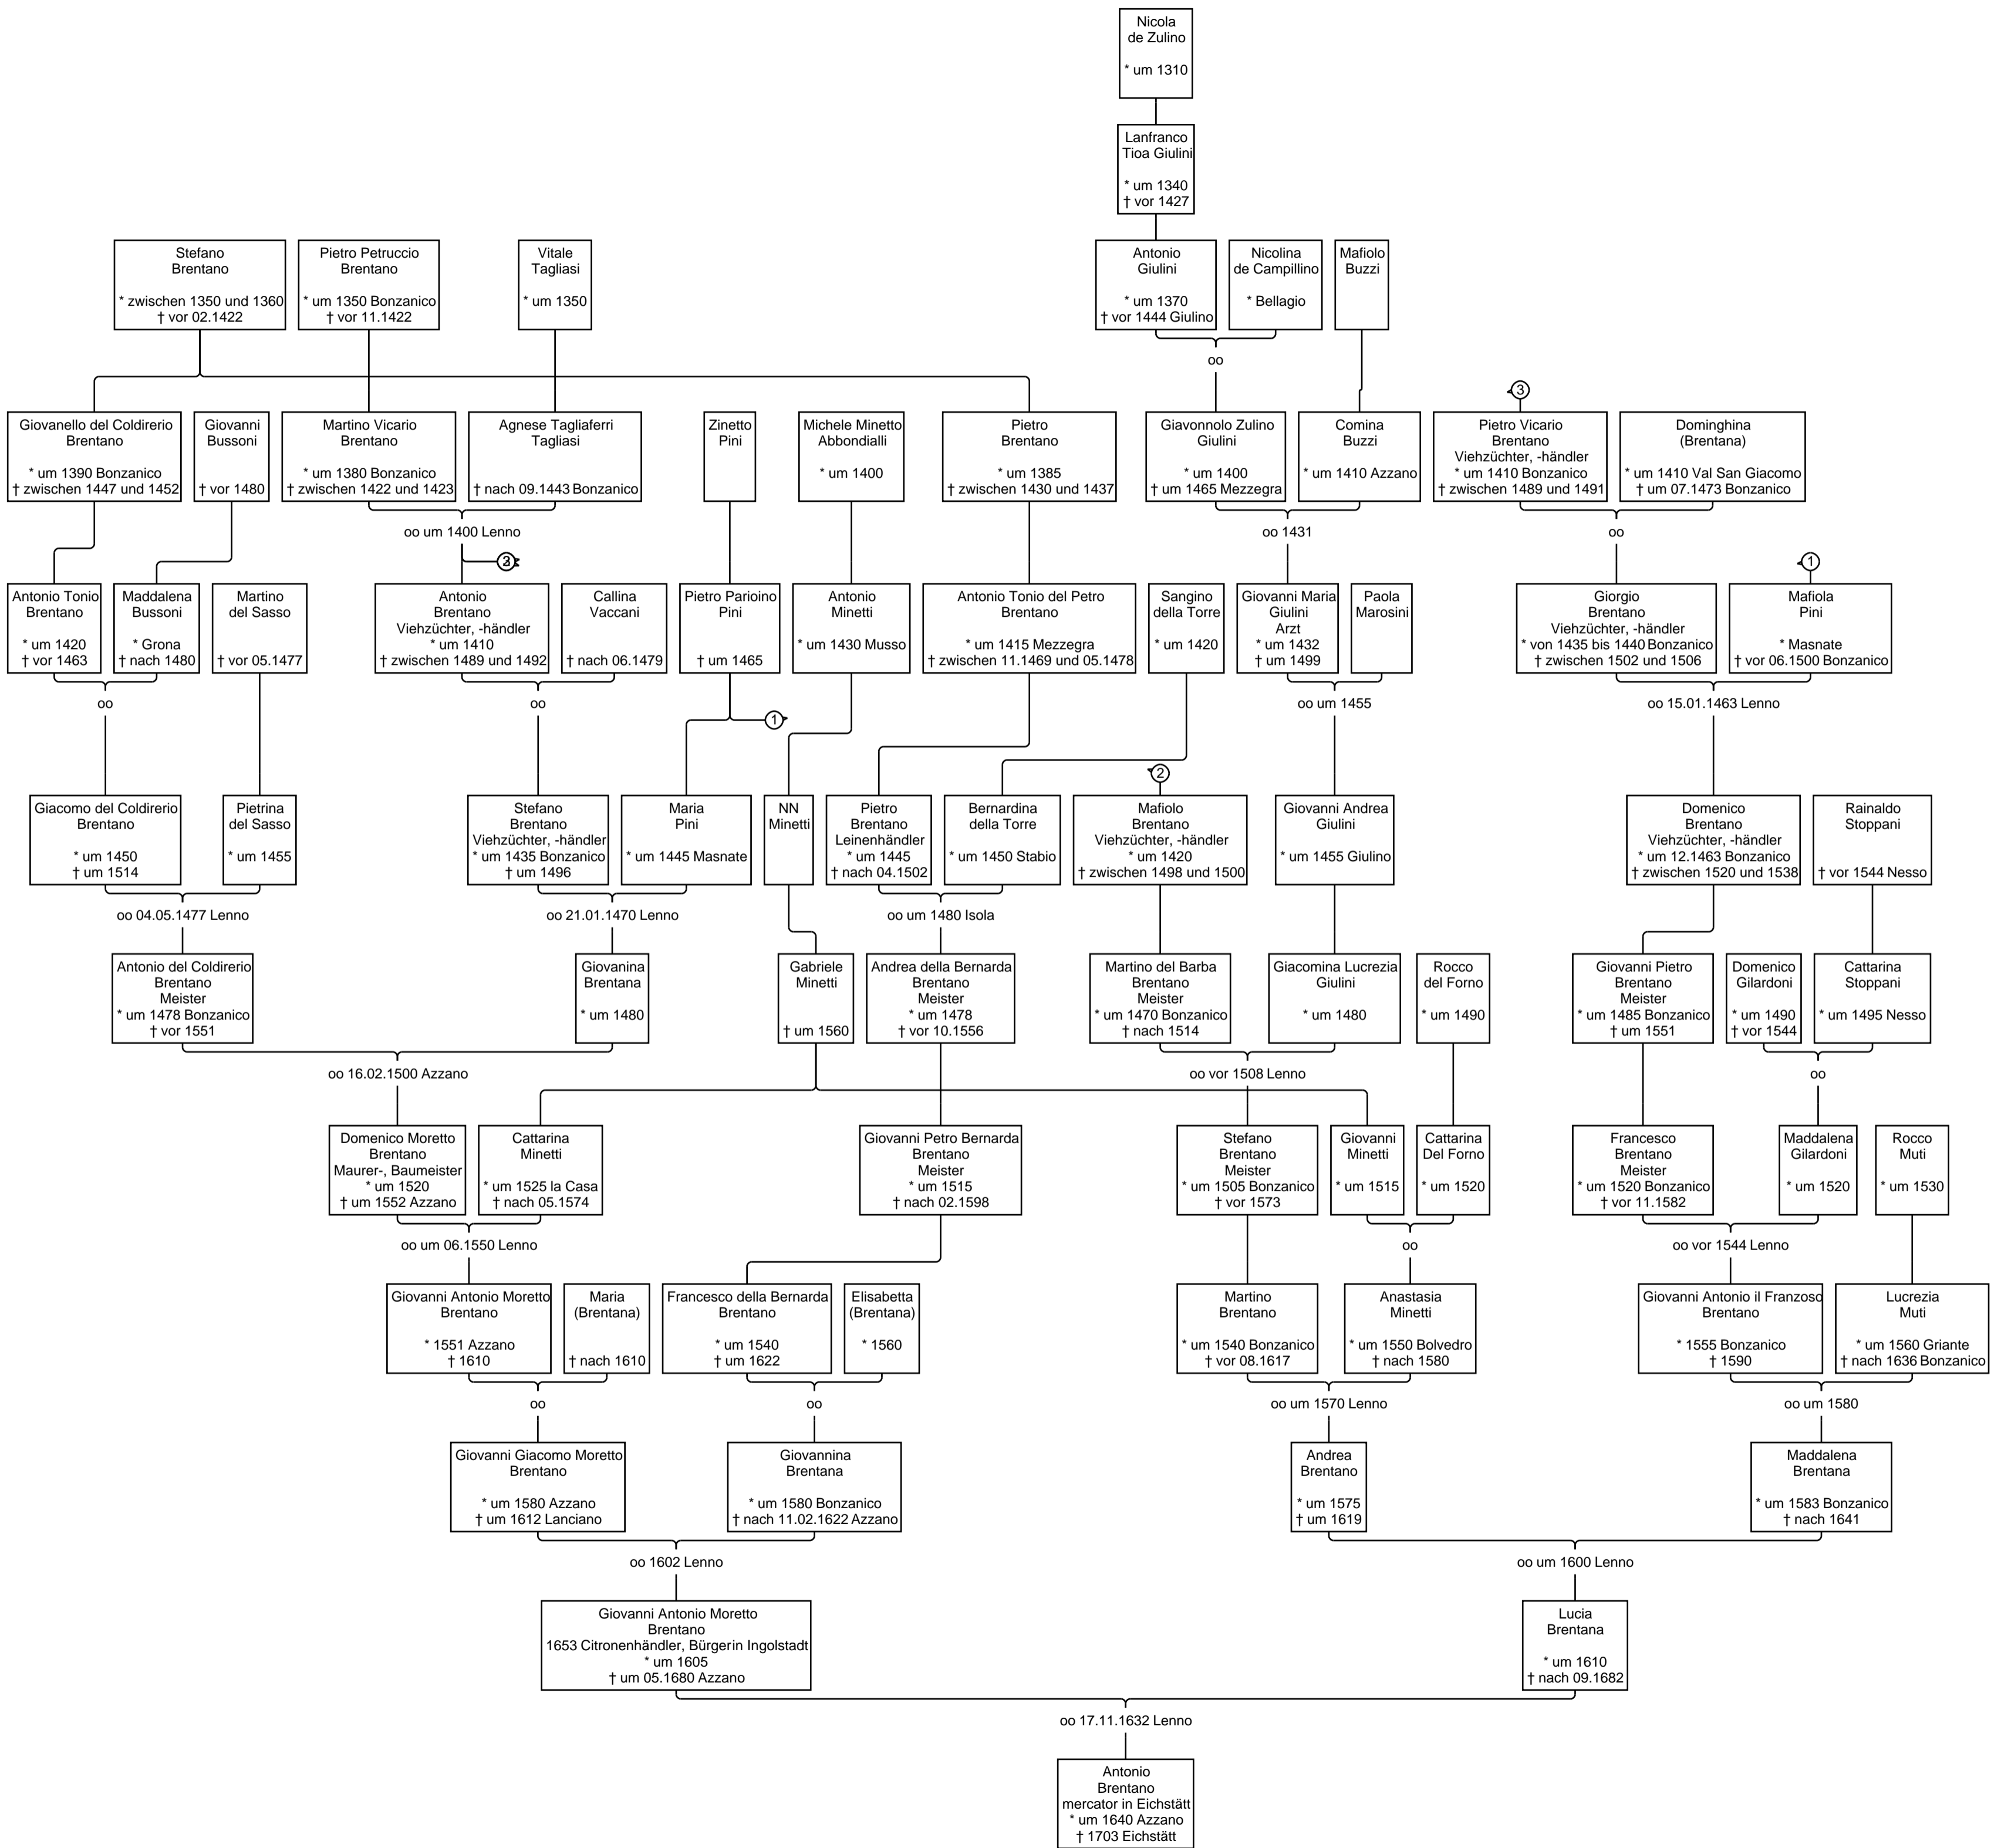 Nicola
de Zulino
* um 1310
Lanfranco
Tioa Giulini
* um 1340
† vor 1427
Stefano
Brentano
* zwischen 1350 und 1360
† vor 02.1422
Pietro Petruccio
Brentano
* um 1350 Bonzanico
† vor 11.1422
Vitale
Tagliasi
* um 1350
Antonio
Giulini
* um 1370
† vor 1444 Giulino
Nicolina
de Campillino
* Bellagio
Mafiolo
Buzzi
oo
3
Giovanello del Coldirerio
Brentano
* um 1390 Bonzanico
† zwischen 1447 und 1452
Giovanni
Bussoni
† vor 1480
Martino Vicario
Brentano
* um 1380 Bonzanico
† zwischen 1422 und 1423
Agnese Tagliaferri
Tagliasi
† nach 09.1443 Bonzanico
Zinetto
Pini
Michele Minetto
Abbondialli
* um 1400
Pietro
Brentano
* um 1385
† zwischen 1430 und 1437
Giavonnolo Zulino
Giulini
* um 1400
† um 1465 Mezzegra
Comina
Buzzi
* um 1410 Azzano
Pietro Vicario
Brentano
Viehzüchter, -händler
* um 1410 Bonzanico
† zwischen 1489 und 1491
Dominghina
(Brentana)
* um 1410 Val San Giacomo
† um 07.1473 Bonzanico
oo um 1400 Lenno
oo 1431
oo
1
Antonio Tonio
Brentano
* um 1420
† vor 1463
Maddalena
Bussoni
* Grona
† nach 1480
Martino
del Sasso
† vor 05.1477
Antonio
Brentano
Viehzüchter, -händler
* um 1410
† zwischen 1489 und 1492
Callina
Vaccani
† nach 06.1479
Pietro Parioino
Pini
† um 1465
Antonio
Minetti
* um 1430 Musso
Antonio Tonio del Petro
Brentano
* um 1415 Mezzegra
† zwischen 11.1469 und 05.1478
Sangino
della Torre
* um 1420
Giovanni Maria
Giulini
Arzt
* um 1432
† um 1499
Paola
Marosini
Giorgio
Brentano
Viehzüchter, -händler
* von 1435 bis 1440 Bonzanico
† zwischen 1502 und 1506
Mafiola
Pini
* Masnate
† vor 06.1500 Bonzanico
oo
oo
1
oo um 1455
oo 15.01.1463 Lenno
2
Giacomo del Coldirerio
Brentano
* um 1450
† um 1514
Pietrina
del Sasso
* um 1455
Stefano
Brentano
Viehzüchter, -händler
* um 1435 Bonzanico
† um 1496
Maria
Pini
* um 1445 Masnate
NN
Minetti
Pietro
Brentano
Leinenhändler
* um 1445
† nach 04.1502
Bernardina
della Torre
* um 1450 Stabio
Mafiolo
Brentano
Viehzüchter, -händler
* um 1420
† zwischen 1498 und 1500
Giovanni Andrea
Giulini
* um 1455 Giulino
Domenico
Brentano
Viehzüchter, -händler
* um 12.1463 Bonzanico
† zwischen 1520 und 1538
Rainaldo
Stoppani
† vor 1544 Nesso
oo 04.05.1477 Lenno
oo 21.01.1470 Lenno
oo um 1480 Isola
Antonio del Coldirerio
Brentano
Meister
* um 1478 Bonzanico
† vor 1551
Giovanina
Brentana
* um 1480
Gabriele
Minetti
† um 1560
Andrea della Bernarda
Brentano
Meister
* um 1478
† vor 10.1556
Martino del Barba
Brentano
Meister
* um 1470 Bonzanico
† nach 1514
Giacomina Lucrezia
Giulini
* um 1480
Rocco
del Forno
* um 1490
Giovanni Pietro
Brentano
Meister
* um 1485 Bonzanico
† um 1551
Domenico
Gilardoni
* um 1490
† vor 1544
Cattarina
Stoppani
* um 1495 Nesso
oo 16.02.1500 Azzano
oo vor 1508 Lenno
oo
Domenico Moretto
Brentano
Maurer-, Baumeister
* um 1520
† um 1552 Azzano
Cattarina
Minetti
* um 1525 la Casa
† nach 05.1574
Giovanni Petro Bernarda
Brentano
Meister
* um 1515
† nach 02.1598
Stefano
Brentano
Meister
* um 1505 Bonzanico
† vor 1573
Giovanni
Minetti
* um 1515
Cattarina
Del Forno
* um 1520
Francesco
Brentano
Meister
* um 1520 Bonzanico
† vor 11.1582
Maddalena
Gilardoni
* um 1520
Rocco
Muti
* um 1530
oo um 06.1550 Lenno
oo
oo vor 1544 Lenno
Giovanni Antonio Moretto
Brentano
* 1551 Azzano
† 1610
Maria
(Brentana)
† nach 1610
Francesco della Bernarda
Brentano
* um 1540
† um 1622
Elisabetta
(Brentana)
* 1560
Martino
Brentano
* um 1540 Bonzanico
† vor 08.1617
Anastasia
Minetti
* um 1550 Bolvedro
† nach 1580
Giovanni Antonio il Franzoso
Brentano
* 1555 Bonzanico
† 1590
Lucrezia
Muti
* um 1560 Griante
† nach 1636 Bonzanico
oo
oo
oo um 1570 Lenno
oo um 1580
Giovanni Giacomo Moretto
Brentano
* um 1580 Azzano
† um 1612 Lanciano
Giovannina
Brentana
* um 1580 Bonzanico
† nach 11.02.1622 Azzano
Andrea
Brentano
* um 1575
† um 1619
Maddalena
Brentana
* um 1583 Bonzanico
† nach 1641
oo 1602 Lenno
oo um 1600 Lenno
Giovanni Antonio Moretto
Brentano
1653 Citronenhändler, Bürgerin Ingolstadt
* um 1605
† um 05.1680 Azzano
Lucia
Brentana
* um 1610
† nach 09.1682
oo 17.11.1632 Lenno
Antonio
Brentano
mercator in Eichstätt
* um 1640 Azzano
† 1703 Eichstätt